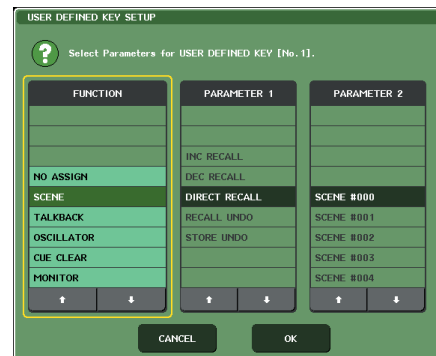 USER DEFINED KEY SETUP
Select Parameters for USER DEFINED KEY [No.1].
FUNCTION PARAMETER 1 PARAMETER 2
INC RECALL
NO ASSIGN DEC RECALL
SCENE DIRECT RECALL SCENE #000
TALKBACK RECALL UNDO SCENE #001
OSCILLATOR STORE UNDO SCENE #002
CUE CLEAR SCENE #003
MONITOR SCENE #004
CANCEL OK